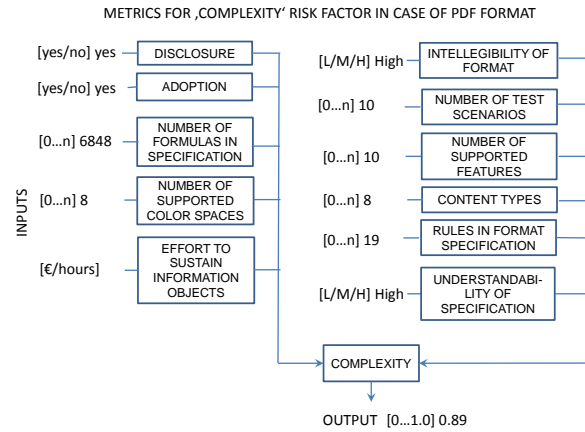 METRICS FOR ‚COMPLEXITY‘ RISK FACTOR IN CASE OF PDF FORMAT
INPUTS
[yes/no] yes
DISCLOSURE
[yes/no] yes
ADOPTION
[0…n] 6848
NUMBER OF
FORMULAS IN
SPECIFICATION
[0…n] 8
NUMBER OF
SUPPORTED
COLOR SPACES
[€/hours]
EFFORT TO
SUSTAIN
INFORMATION
OBJECTS
[L/M/H] High
INTELLEGIBILITY OF
FORMAT
[0…n] 10
NUMBER OF TEST
SCENARIOS
[0…n] 10
NUMBER OF
SUPPORTED
FEATURES
[0…n] 8
CONTENT TYPES
[0…n] 19
RULES IN FORMAT
SPECIFICATION
[L/M/H] High
UNDERSTANDABI-
LITY OF
SPECIFICATION
COMPLEXITY
OUTPUT [0…1.0] 0.89